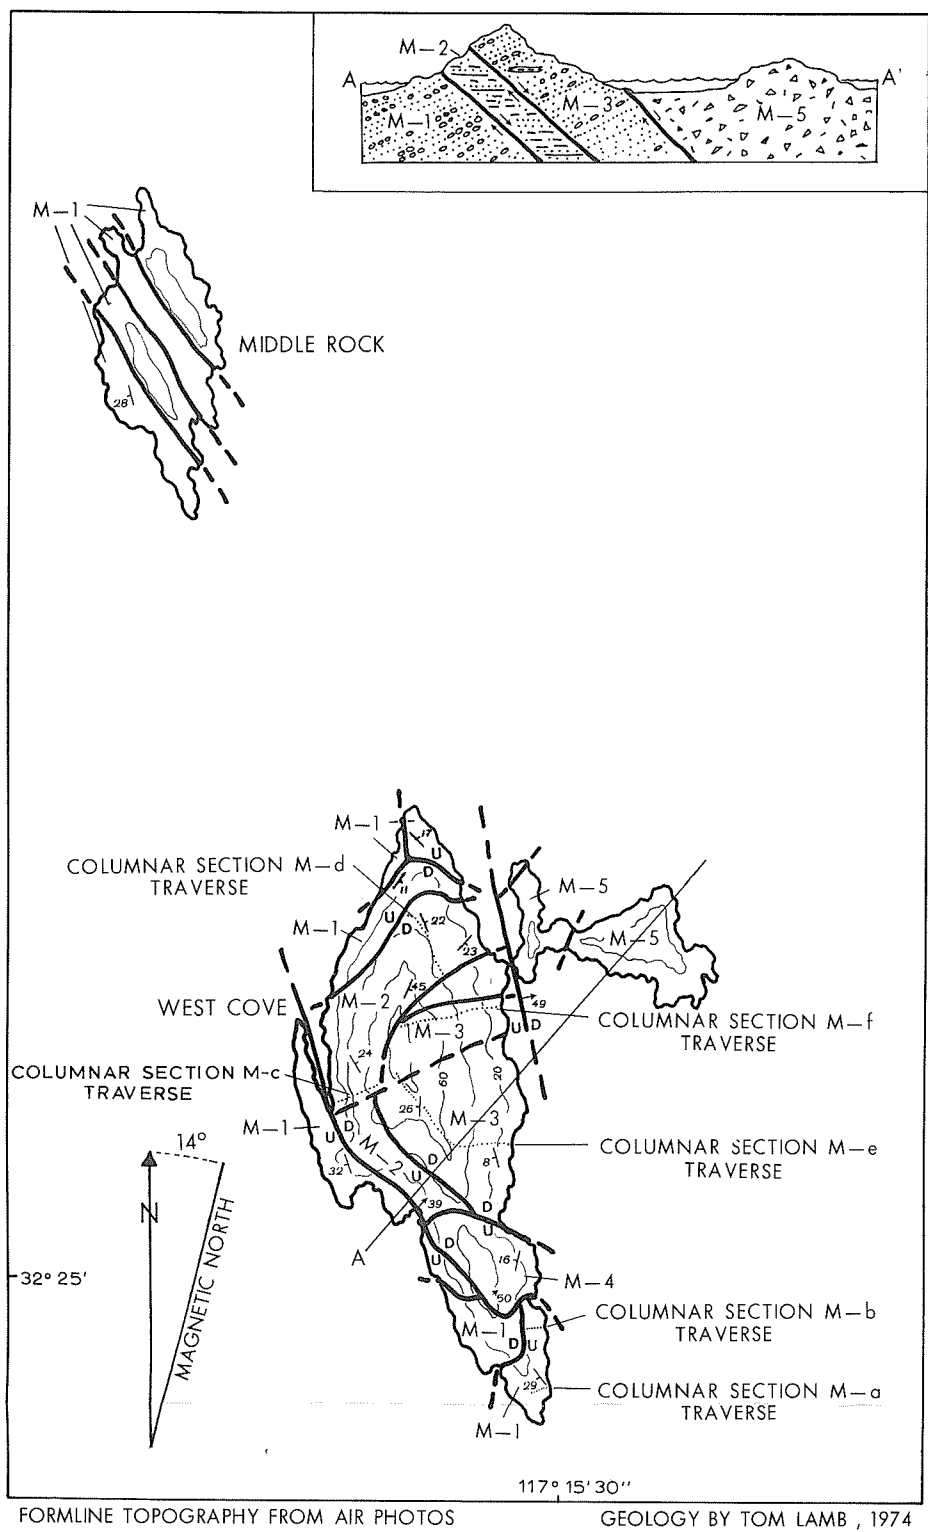 M–2
A
A'
M–1
M–3
M–5
M–1
MIDDLE ROCK
28
M–1
17
U
D
COLUMNAR SECTION M–d
TRAVERSE
11
M–5
U
D
22
M–1
23
M–5
45
M–2
49
WEST COVE
M–3
U D
COLUMNAR SECTION M–f
TRAVERSE
24
COLUMNAR SECTION M-c
TRAVERSE
60
20
26
M–3
M–1
U
D
M–2
COLUMNAR SECTION M–e
TRAVERSE
14°
32
D
U
8
39
N
MAGNETIC NORTH
D
U
A
D
U
16
M–4
32° 25'
50
COLUMNAR SECTION M–b
TRAVERSE
M–1
D U
29
COLUMNAR SECTION M–a
TRAVERSE
M–1
117° 15' 30"
FORMLINE TOPOGRAPHY FROM AIR PHOTOS
GEOLOGY BY TOM LAMB , 1974